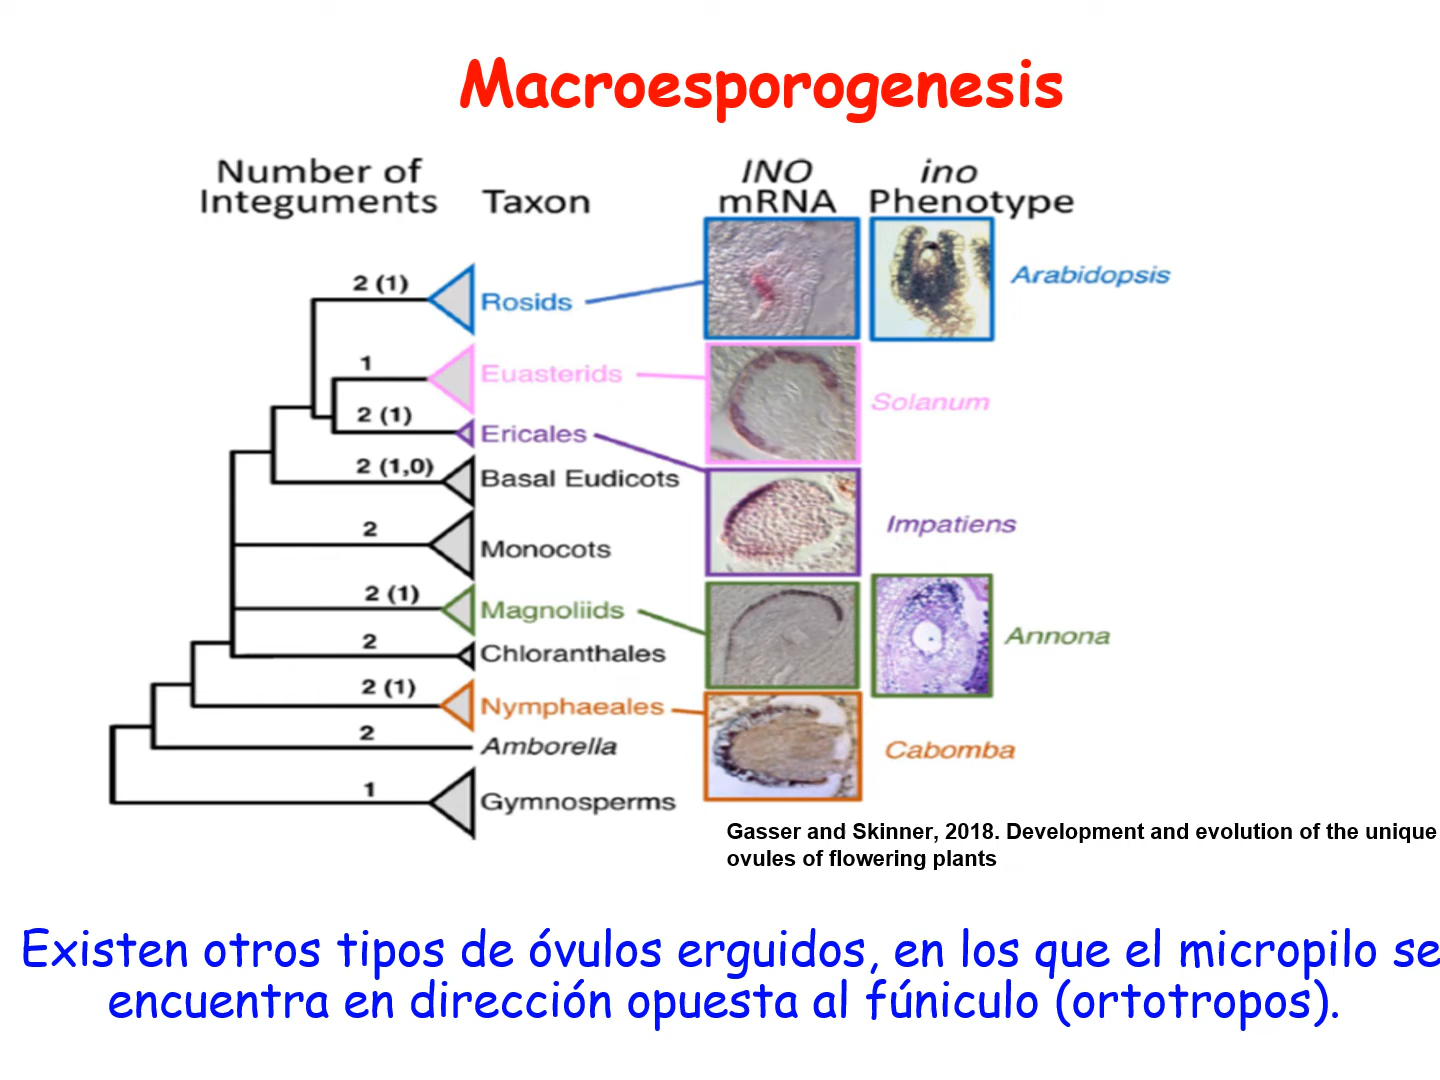 Macroesporogenesis
Number of Integuments
Taxon
INO mRNA
ino Phenotype
2 (1)
Rosids
Arabidopsis
1
Euasterids
Solanum
2 (1)
Ericales
2 (1,0)
Basal Eudicots
Impatiens
2
Monocots
2 (1)
Magnoliids
Annona
2
Chloranthales
2 (1)
Nymphaeales
2
Amborella
Cabomba
1
Gymnosperms
Gasser and Skinner, 2018. Development and evolution of the unique
ovules of flowering plants
Existen otros tipos de óvulos erguidos, en los que el micropilo se
encuentra en dirección opuesta al fúniculo (ortotropos).